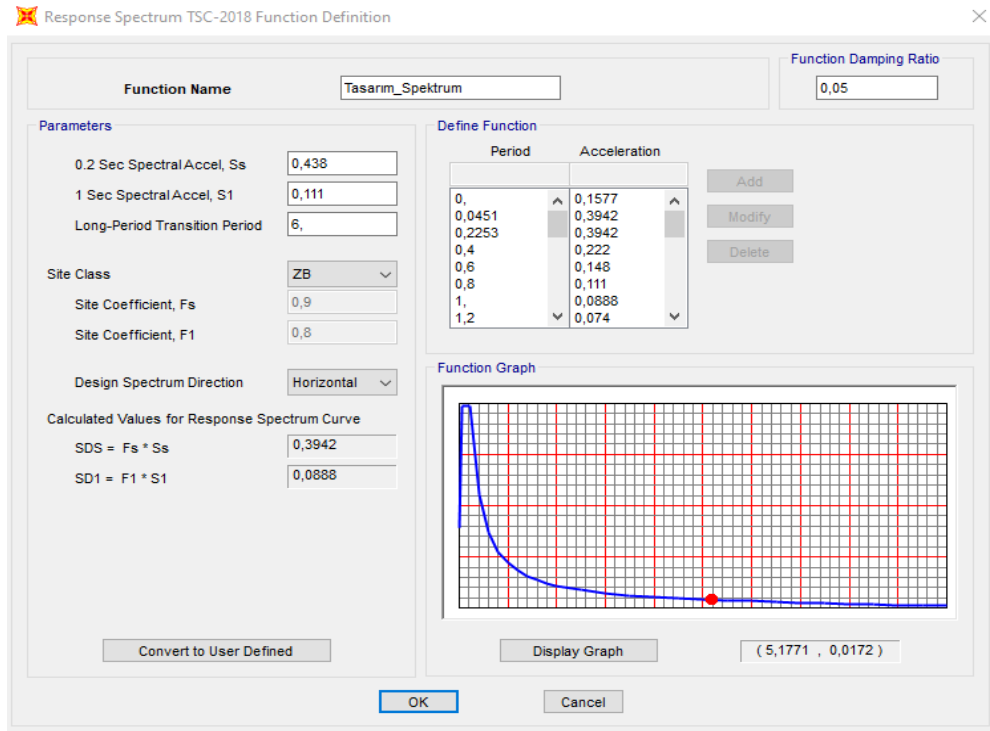 Response Spectrum TSC-2018 Function Definition
Function Name
Tasarım_Spektrum
Function Damping Ratio
0,05
Parameters
0.2 Sec Spectral Accel, Ss
0,438
1 Sec Spectral Accel, S1
0,111
Long-Period Transition Period
6,
Site Class
ZB
Site Coefficient, Fs
0,9
Site Coefficient, F1
0,8
Design Spectrum Direction
Horizontal
Calculated Values for Response Spectrum Curve
SDS = Fs * Ss
0,3942
SD1 = F1 * S1
0,0888
Convert to User Defined
Define Function
Period Acceleration
0, 0,1577
0,0451 0,3942
0,2253 0,3942
0,4 0,222
0,6 0,148
0,8 0,111
1, 0,0888
1,2 0,074
Add
Modify
Delete
Function Graph
Display Graph
( 5,1771 , 0,0172 )
OK
Cancel